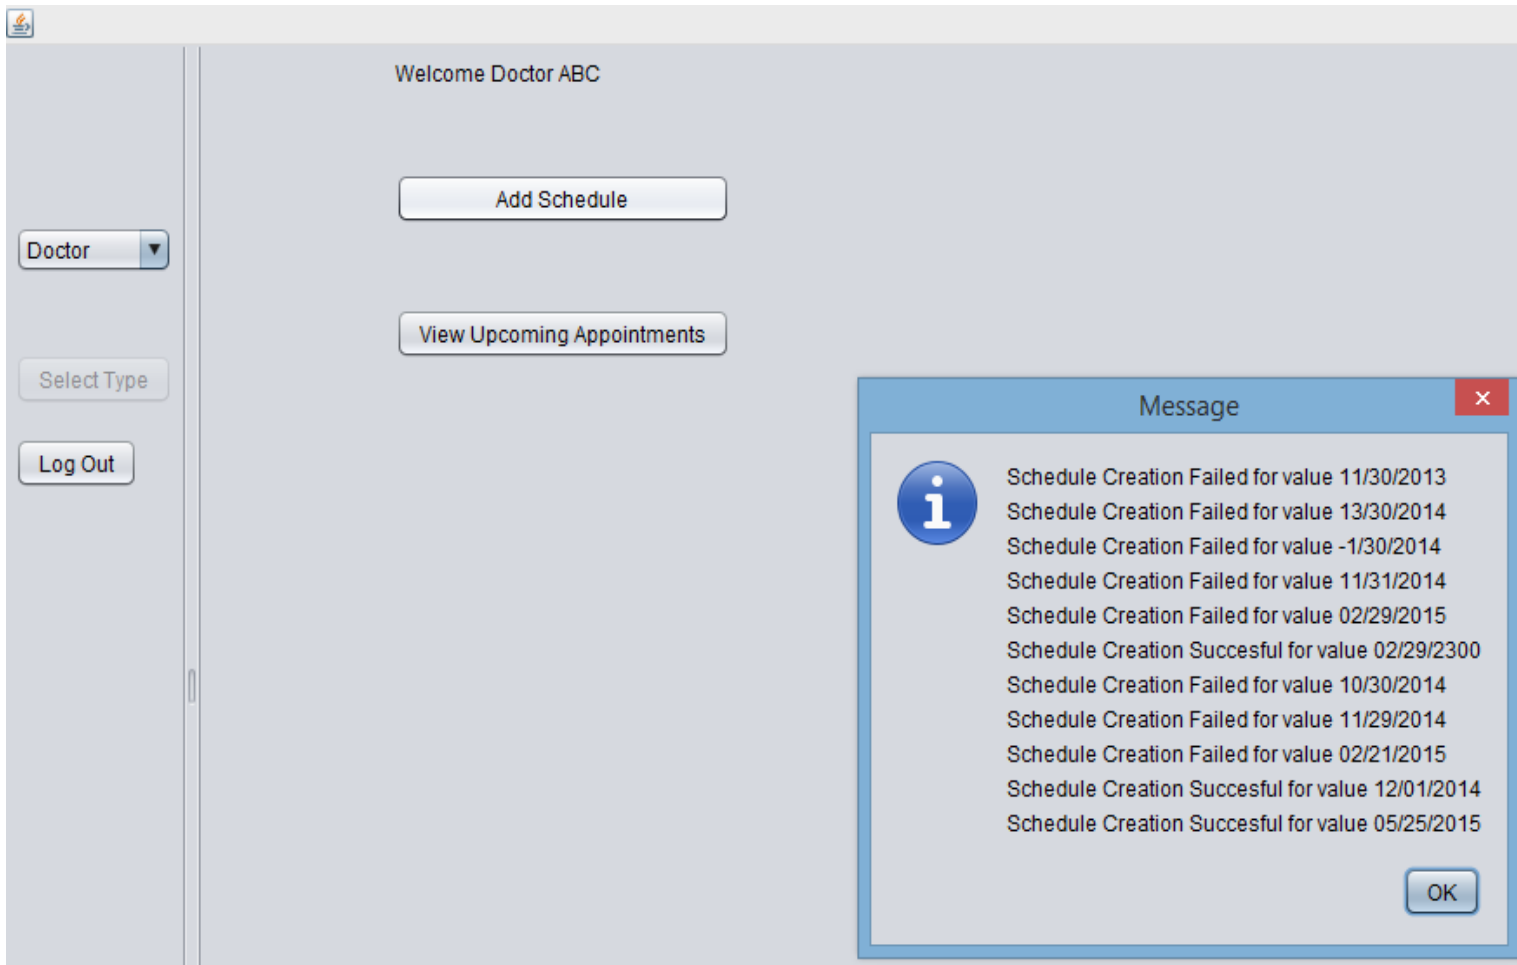 Welcome Doctor ABC
Add Schedule
Doctor
View Upcoming Appointments
Select Type
Log Out
Message
Schedule Creation Failed for value 11/30/2013
Schedule Creation Failed for value 13/30/2014
Schedule Creation Failed for value -1/30/2014
Schedule Creation Failed for value 11/31/2014
Schedule Creation Failed for value 02/29/2015
Schedule Creation Succesful for value 02/29/2300
Schedule Creation Failed for value 10/30/2014
Schedule Creation Failed for value 11/29/2014
Schedule Creation Failed for value 02/21/2015
Schedule Creation Succesful for value 12/01/2014
Schedule Creation Succesful for value 05/25/2015
OK